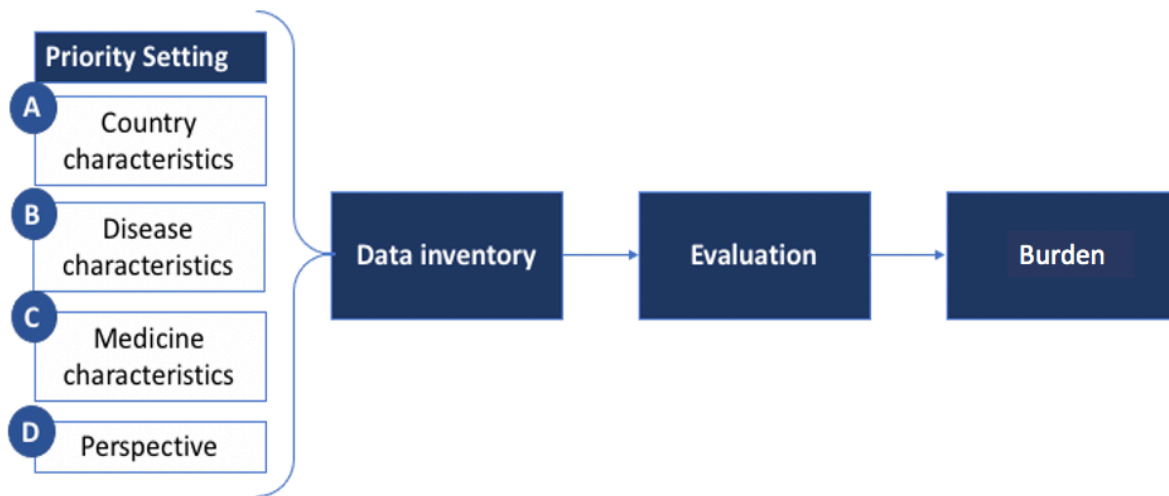 Priority Setting
A
Country
characteristics
B
Disease
characteristics
C
Medicine
characteristics
D
Perspective
Data inventory
Evaluation
Burden